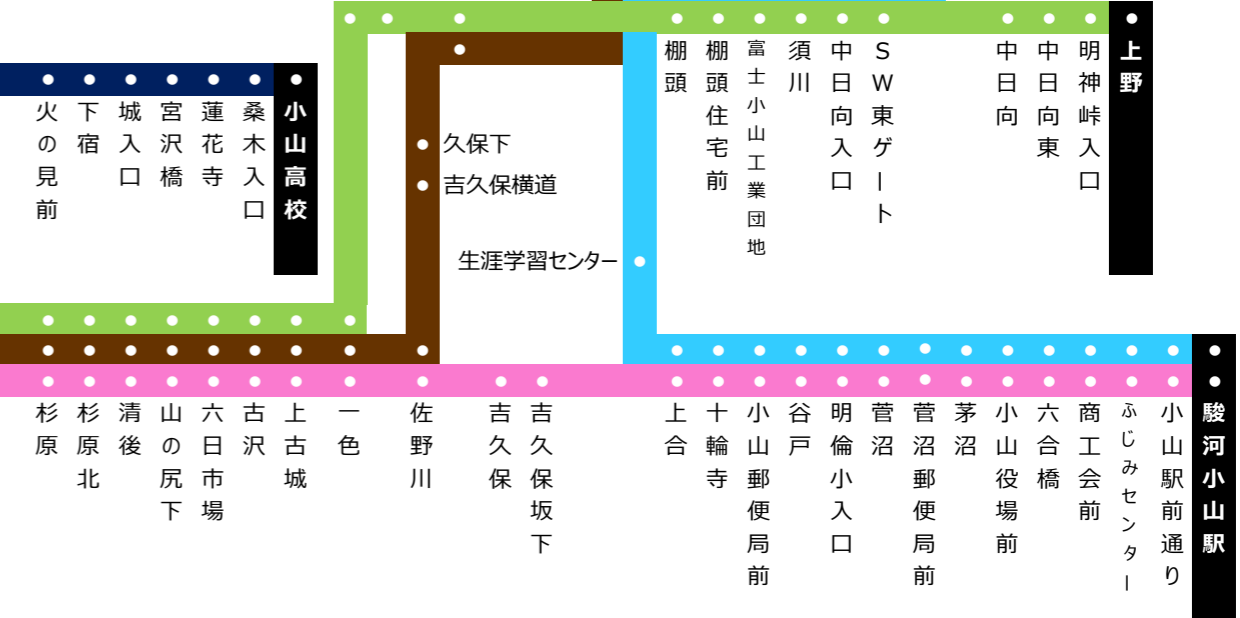 棚頭
棚頭住宅前
富士小山工業団地
須川
中日向入口
SW東ゲート
中日向
中日向東
明神峠入口
上野
火の見前
下宿
城入口
宮沢橋
蓮花寺
桑木入口
小山高校
久保下
吉久保横道
生涯学習センター
杉原
杉原北
清後
山の尻下
六日市場
古沢
上古城
一色
佐野川
吉久保
吉久保坂下
上合
十輪寺
小山郵便局前
谷戸
明倫小入口
菅沼
菅沼郵便局前
茅沼
小山役場前
六合橋
商工会前
ふじみセンター
小山駅前通り
駿河小山駅